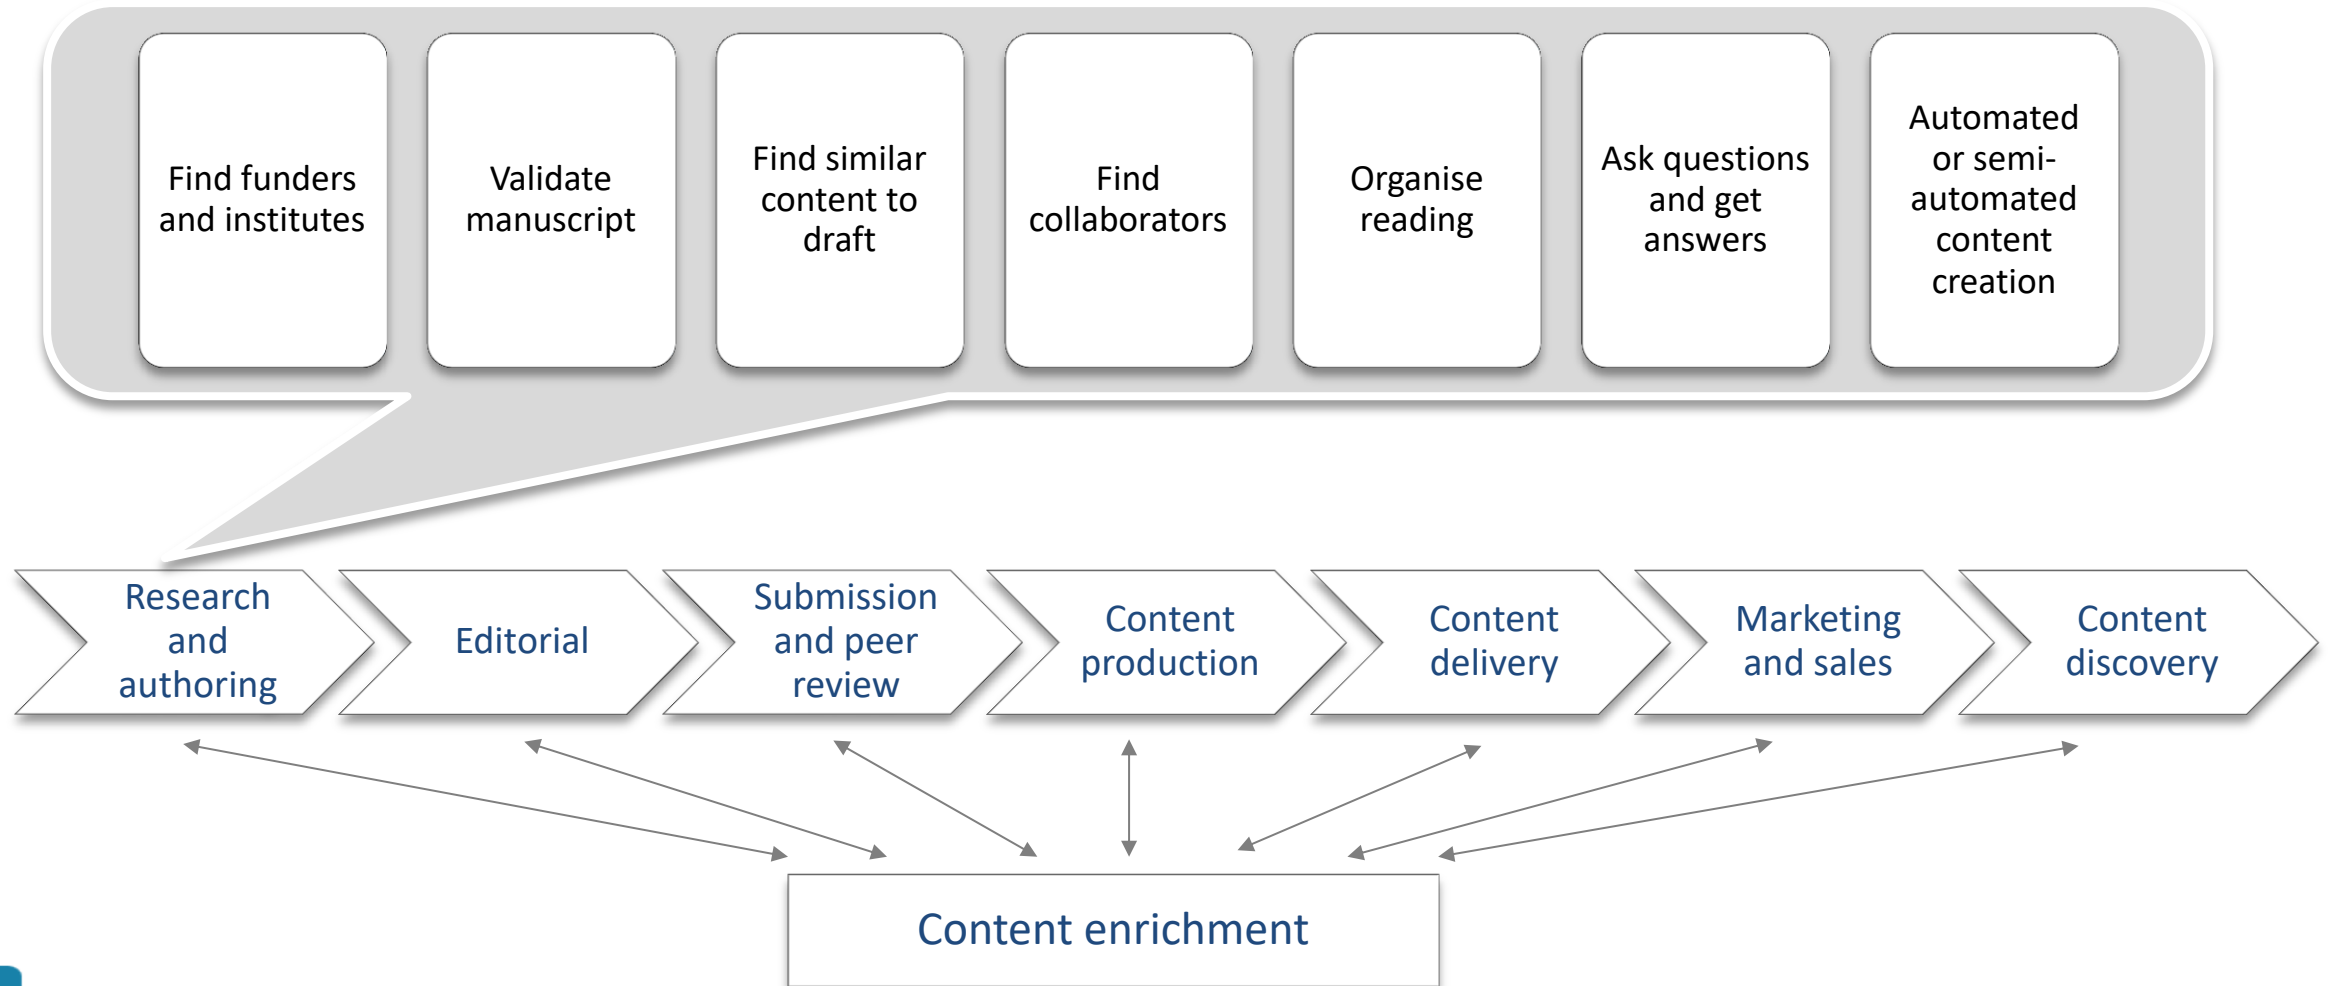 Find funders
and institutes
Validate
manuscript
Find similar
content to
draft
Find
collaborators
Organise
reading
Ask questions
and get
answers
Automated
or semi-
automated
content
creation
Research
and
authoring
Editorial
Submission
and peer
review
Content
production
Content
delivery
Marketing
and sales
Content
discovery
Content enrichment